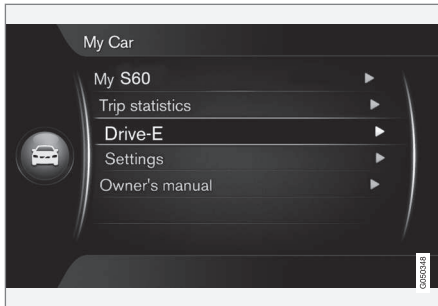 My Car
My S60
Trip statistics
Drive-E
Settings
Owner's manual
G050348